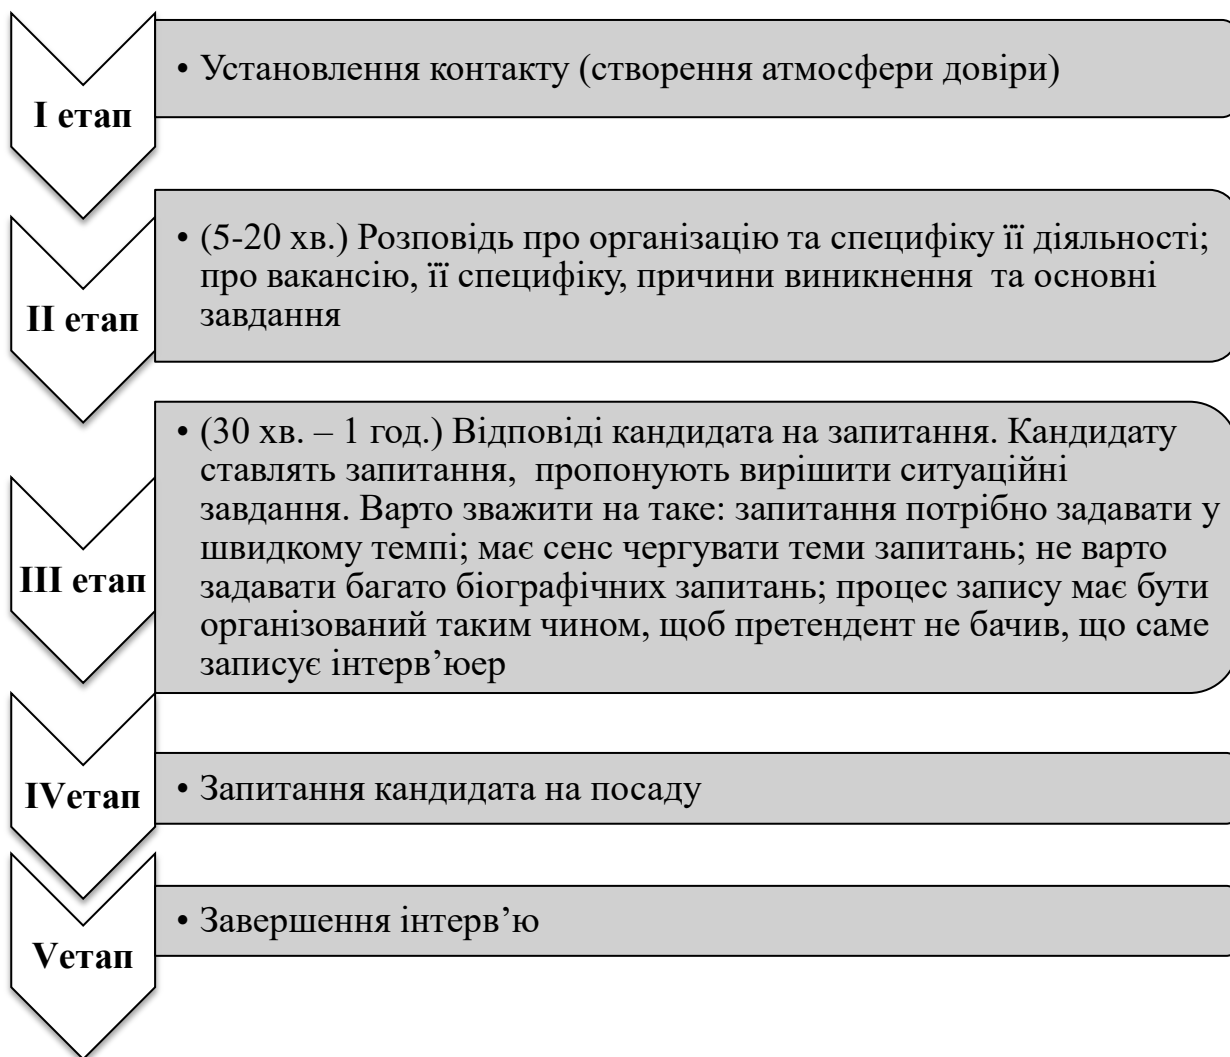 І етап
• Установлення контакту (створення атмосфери довіри)
ІІ етап
• (5-20 хв.) Розповідь про організацію та специфіку її діяльності;
про вакансію, її специфіку, причини виникнення та основні
завдання
ІІІ етап
• (30 хв. – 1 год.) Відповіді кандидата на запитання. Кандидату
ставлять запитання, пропонують вирішити ситуаційні
завдання. Варто зважити на таке: запитання потрібно задавати у
швидкому темпі; має сенс чергувати теми запитань; не варто
задавати багато біографічних запитань; процес запису має бути
організований таким чином, щоб претендент не бачив, що саме
записує інтерв’юер
IVетап
• Запитання кандидата на посаду
Vетап
• Завершення інтерв’ю